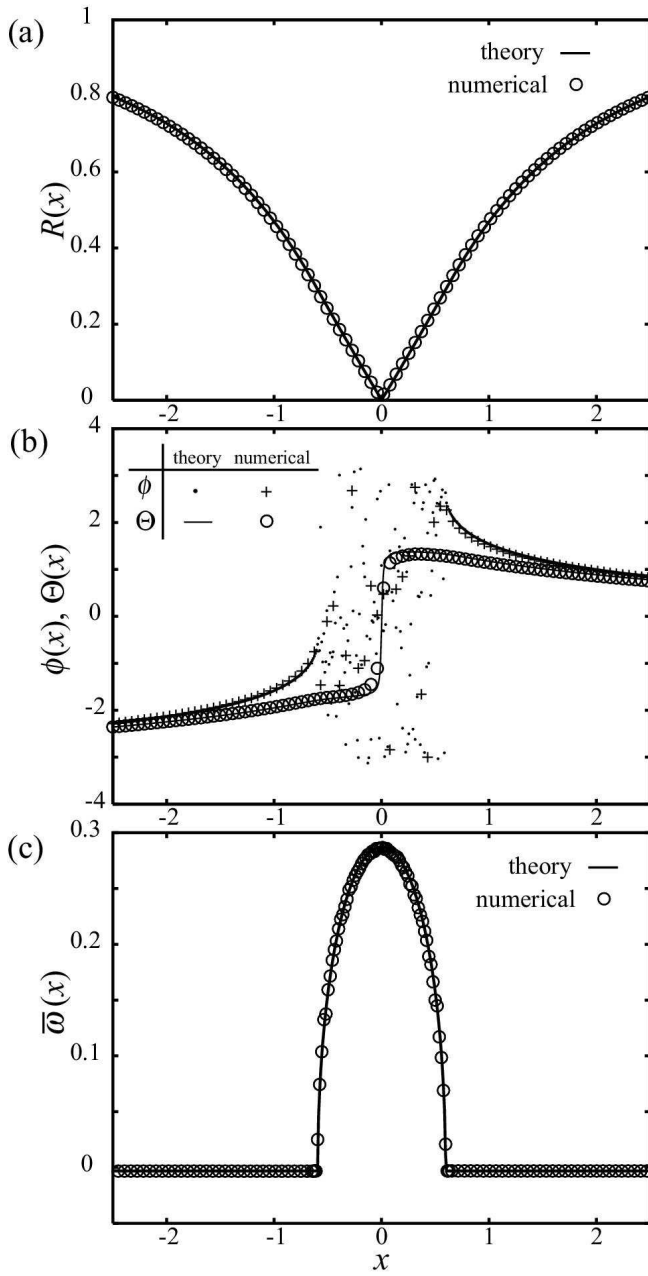 (a)
1
0.8
0.6
0.4
0.2
0
R(x)
theory
numerical
-2 -1 0 1 2
(b)
4
2
0
-2
-4
ϕ(x), Θ(x)
theory numerical
ϕ
Θ
-2 -1 0 1 2
(c)
0.3
0.2
0.1
0
ω̅(x)
theory
numerical
-2 -1 0 1 2
x